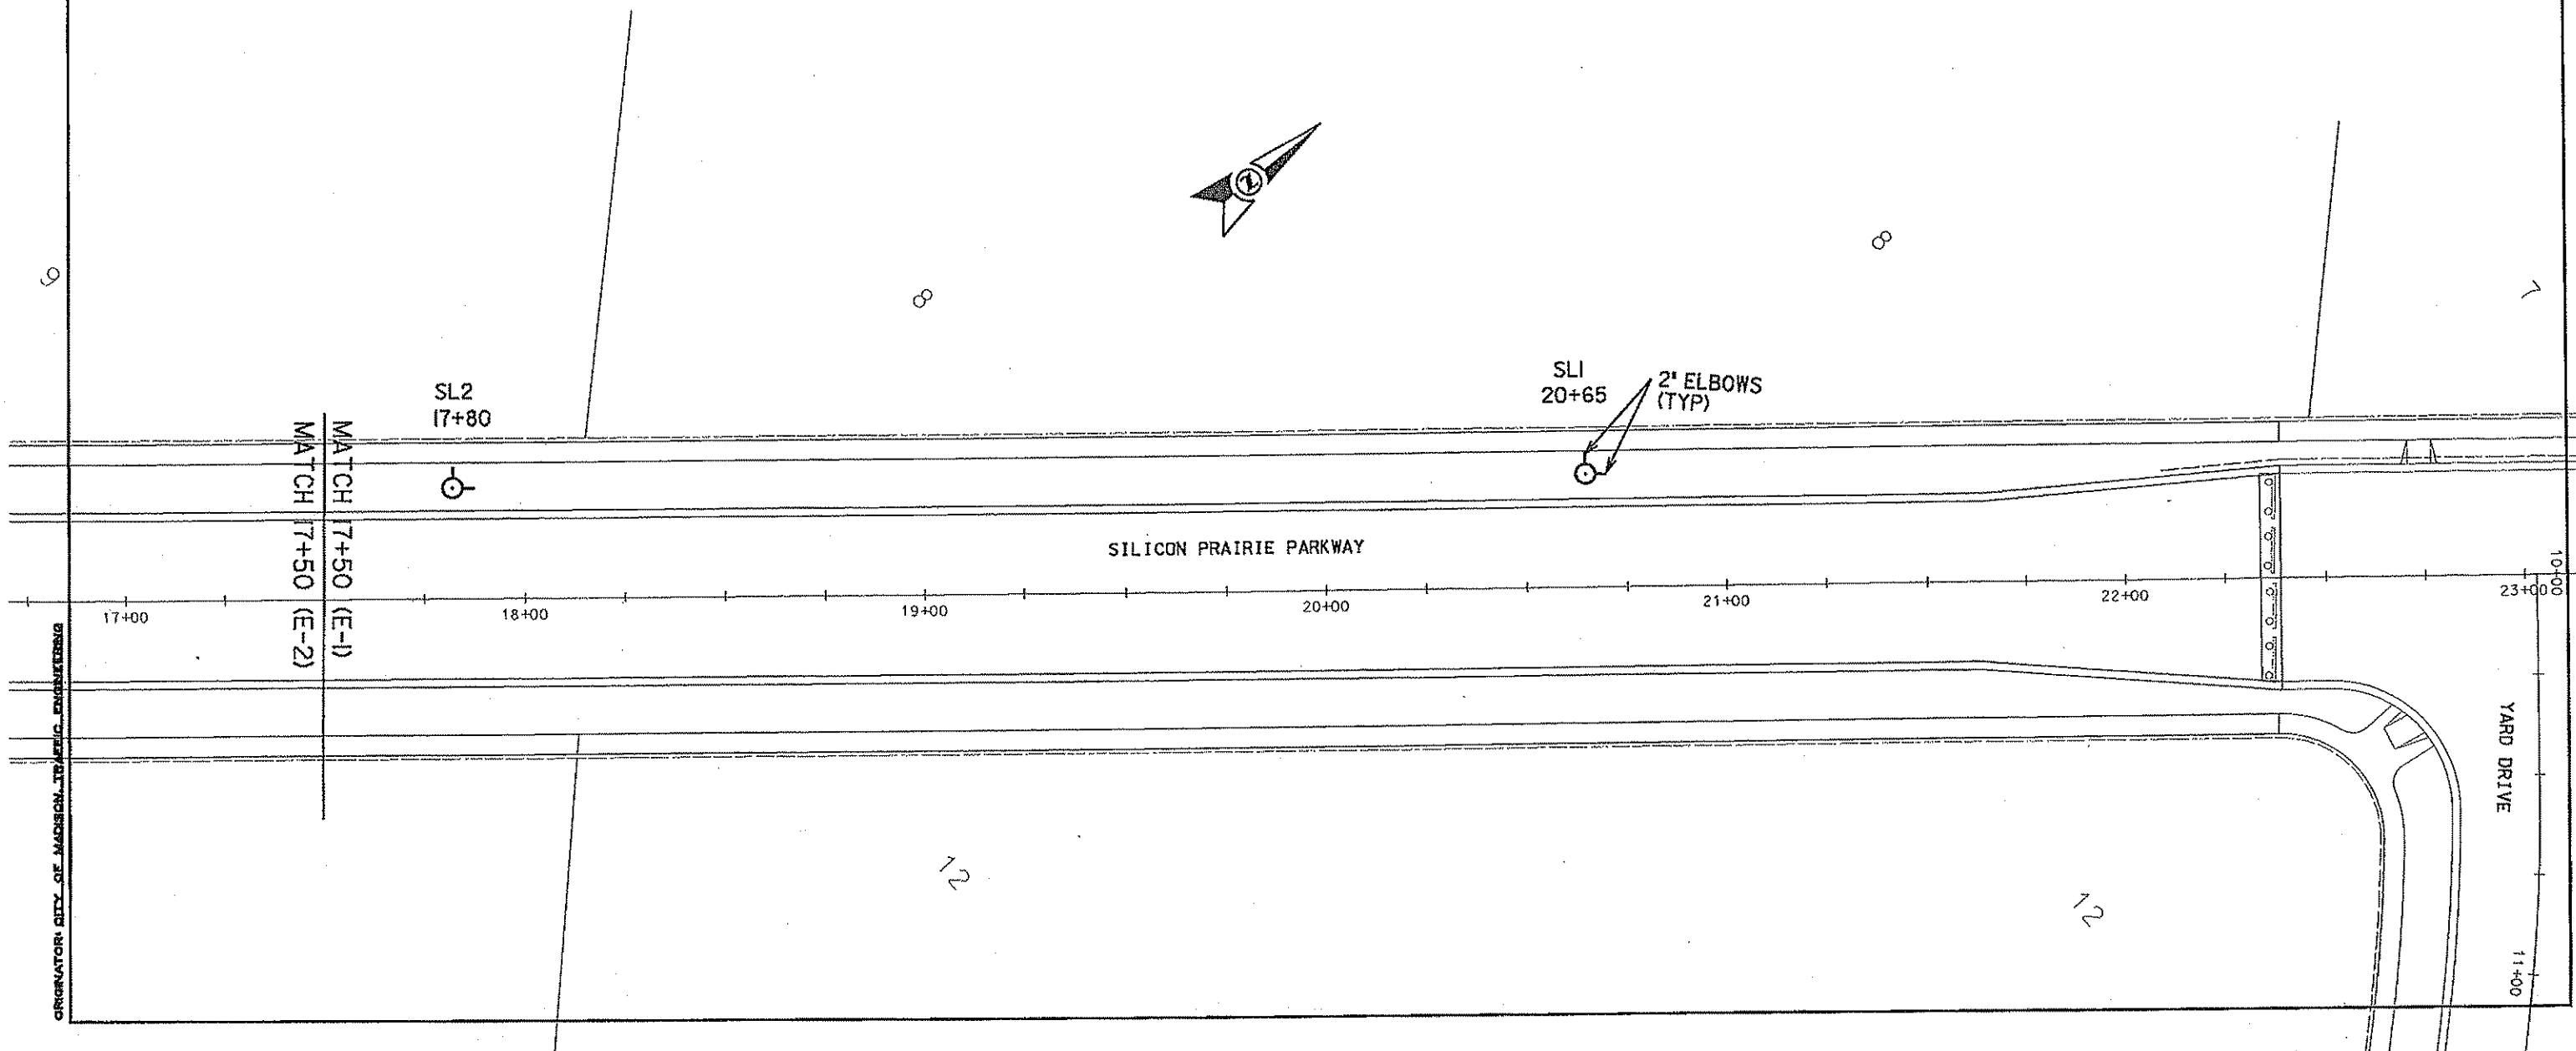 9
8
8
7
SL2
17+80
SL1
20+65
2" ELBOWS
(TYP)
MATCH 17+50 (E-1)
MATCH 17+50 (E-2)
SILICON PRAIRIE PARKWAY
17+00
18+00
19+00
20+00
21+00
22+00
23+00
10+00
YARD DRIVE
11+00
12
12
Z
ORIGINATOR: CITY OF MADISON, TRAFFIC ENGINEERING